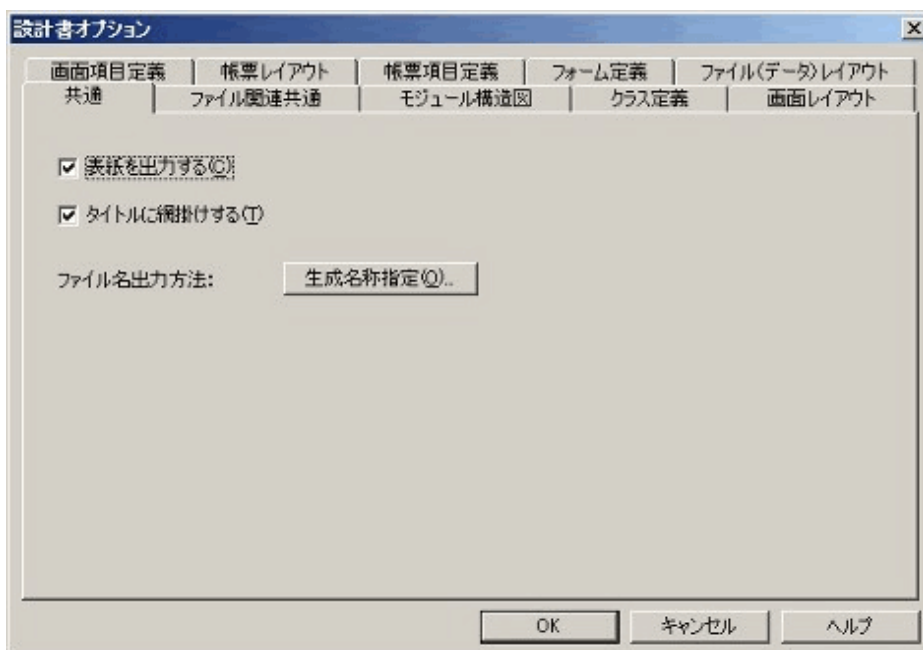 設計書オプション
画面項目定義 帳票レイアウト 帳票項目定義 フォーム定義 ファイル(データ)レイアウト
共通 ファイル関連共通 モジュール構造図 クラス定義 画面レイアウト
表紙を出力する(C)
タイトルに網掛けする(T)
ファイル名出力方法: 生成名称指定(O)...
OK キャンセル ヘルプ